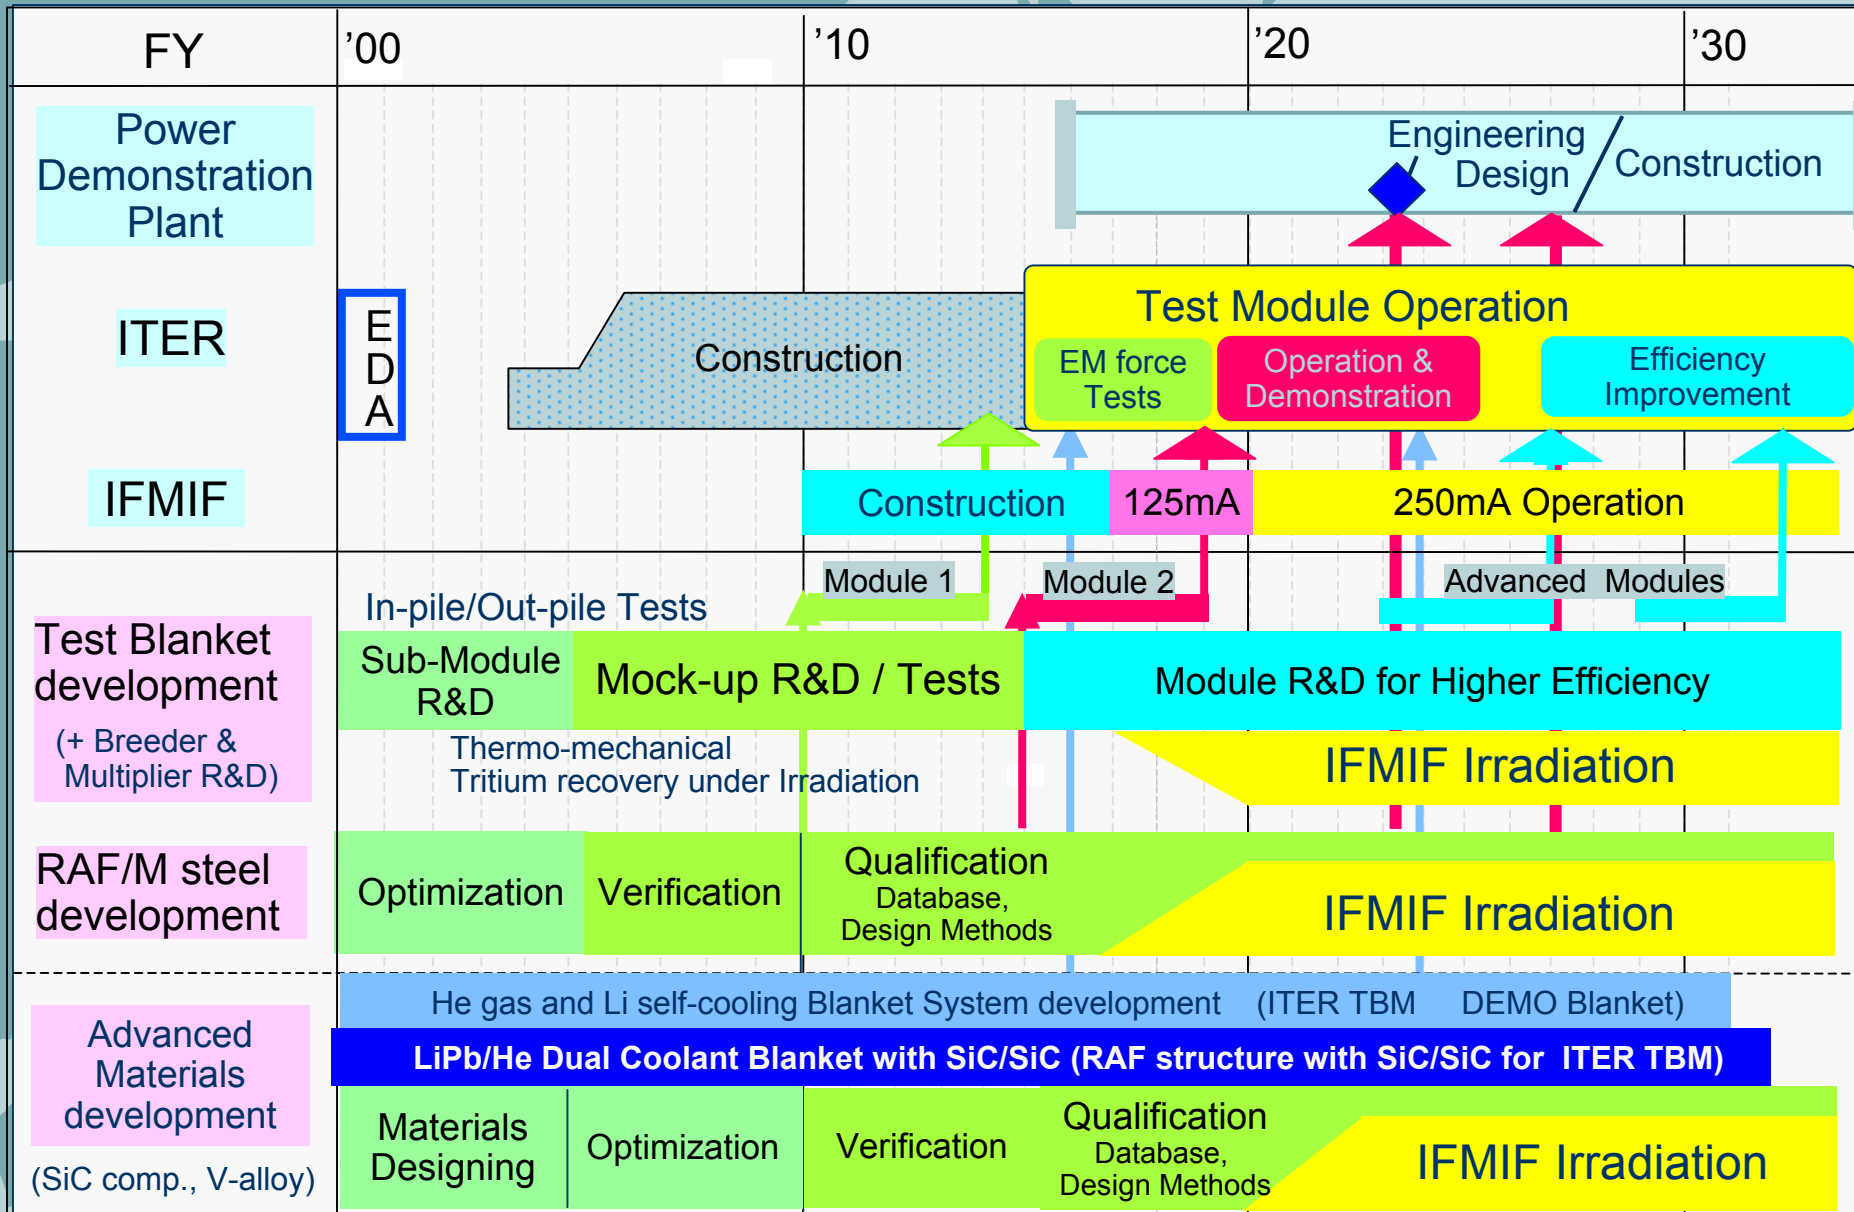 FY
’00
’10
’20
’30
Power
Demonstration
Plant
Engineering
Design
Construction
ITER
E
D
A
Construction
Test Module Operation
EM force
Tests
Operation &
Demonstration
Efficiency
Improvement
IFMIF
Construction
125mA
250mA Operation
Module 1
Module 2
Advanced Modules
In-pile/Out-pile Tests
Test Blanket
development
(+ Breeder &
Multiplier R&D)
Sub-Module
R&D
Mock-up R&D / Tests
Module R&D for Higher Efficiency
Thermo-mechanical
Tritium recovery under Irradiation
IFMIF Irradiation
RAF/M steel
development
Optimization
Verification
Qualification
Database,
Design Methods
IFMIF Irradiation
He gas and Li self-cooling Blanket System development (ITER TBM DEMO Blanket)
LiPb/He Dual Coolant Blanket with SiC/SiC (RAF structure with SiC/SiC for ITER TBM)
Advanced
Materials
development
(SiC comp., V-alloy)
Materials
Designing
Optimization
Verification
Qualification
Database,
Design Methods
IFMIF Irradiation